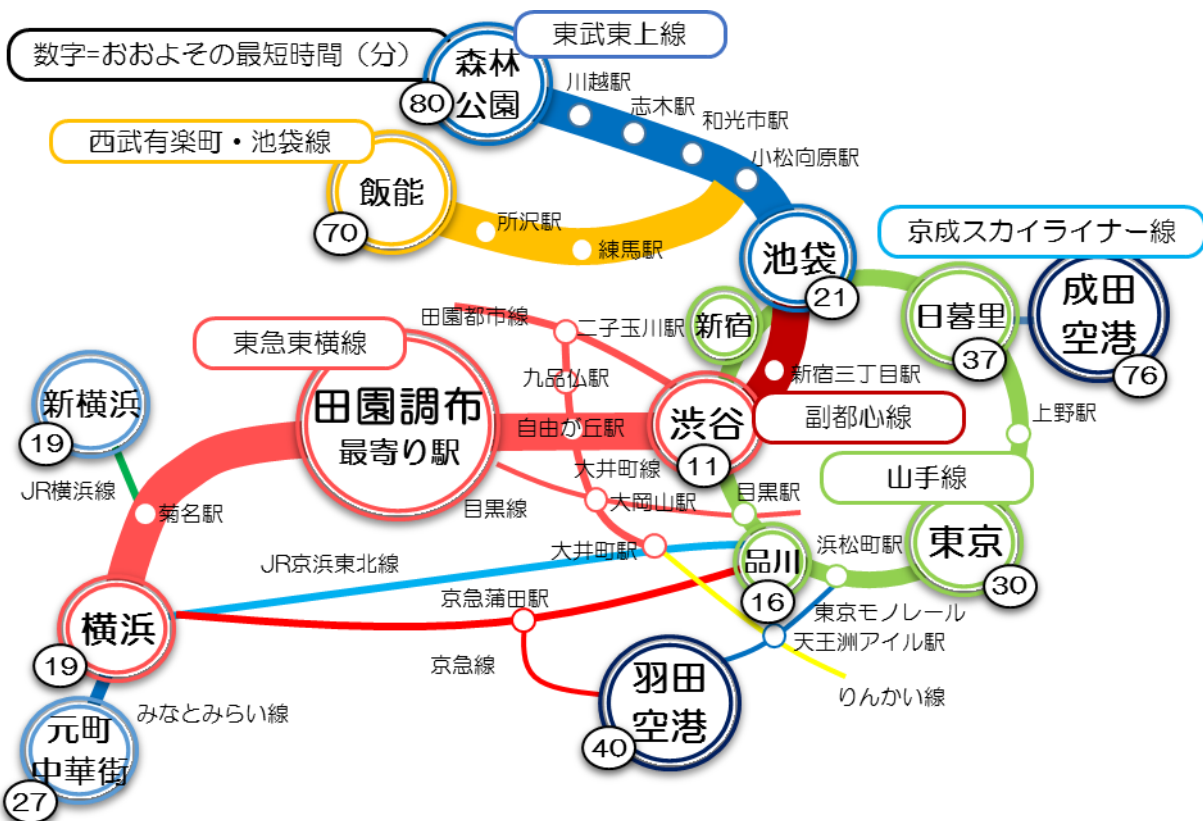 東武東上線
数字=おおよその最短時間（分）
森林
公園
80
川越駅
志木駅
和光市駅
小松向原駅
西武有楽町・池袋線
飯能
70
所沢駅
練馬駅
池袋
21
京成スカイライナー線
成田
空港
76
日暮里
37
新宿
田園都市線
二子玉川駅
東急東横線
九品仏駅
新宿三丁目駅
新横浜
19
田園調布
最寄り駅
自由が丘駅
渋谷
11
副都心線
上野駅
JR横浜線
菊名駅
目黒線
大井町線
大岡山駅
目黒駅
山手線
大井町駅
品川
16
浜松町駅
東京
30
JR京浜東北線
京急蒲田駅
横浜
19
東京モノレール
天王洲アイル駅
京急線
羽田
空港
40
りんかい線
みなとみらい線
元町
中華街
27